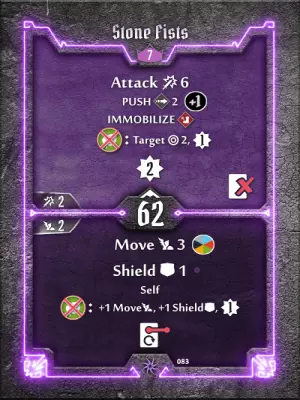 Stone Fists
7
Attack 6
PUSH 2 +1
IMMOBILIZE
: Target 2, 1
2
2
62
2
Move 3
Shield 1
Self
: +1 Move, +1 Shield, 1
083